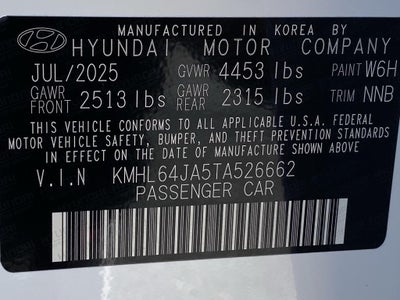 MANUFACTURED IN KOREA BY
HYUNDAI MOTOR COMPANY
JUL/2025 GVWR 4453 lbs PAINT W6H
GAWR FRONT 2513 lbs GAWR REAR 2315 lbs TRIM NNB
THIS VEHICLE CONFORMS TO ALL APPLICABLE U.S.A. FEDERAL
MOTOR VEHICLE SAFETY, BUMPER, AND THEFT PREVENTION STANDARDS
IN EFFECT ON THE DATE OF MANUFACTURE SHOWN ABOVE.
V.I.N KMHL64JA5TA526662
PASSENGER CAR